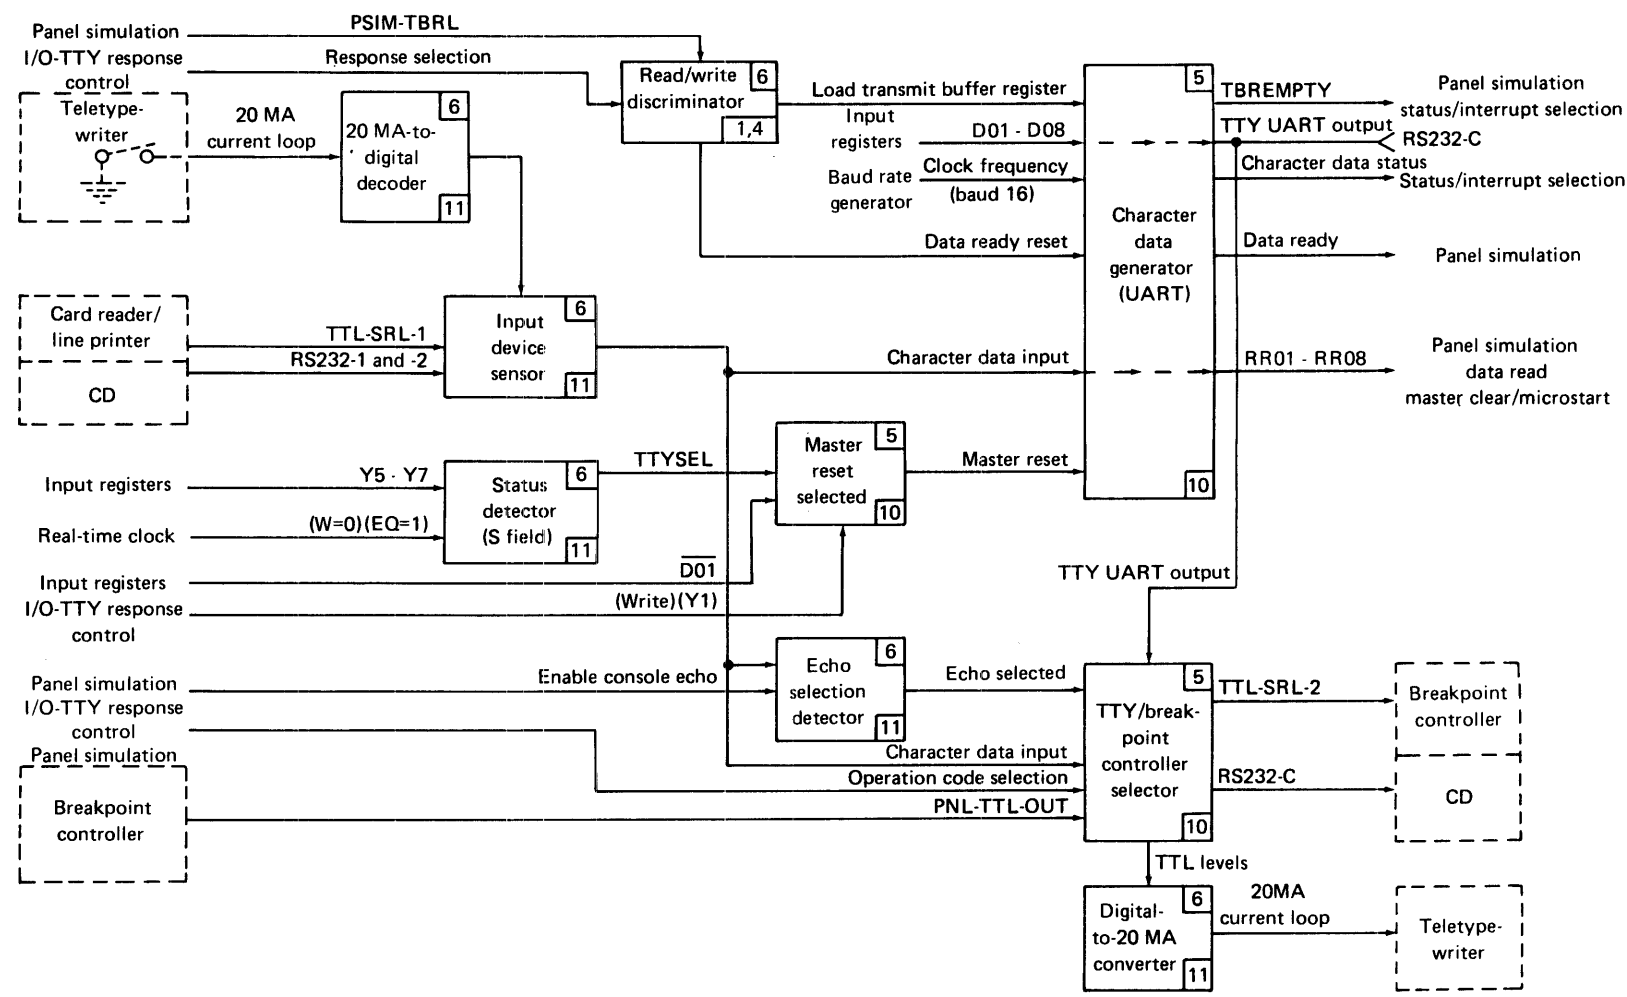 Panel simulation
PSIM-TBRL
I/O-TTY response
control
Response selection
Teletype-
writer
20 MA
current loop
6
20 MA-to-
digital
decoder
11
Read/write
discriminator
6
1,4
Load transmit buffer register
Input
registers
D01 - D08
Baud rate
generator
Clock frequency
(baud 16)
Data ready reset
5
Character
data
generator
(UART)
10
TBREMPTY
Panel simulation
status/interrupt selection
TTY UART output
RS232-C
Character data status
Status/interrupt selection
Data ready
Panel simulation
Card reader/
line printer
CD
TTL-SRL-1
RS232-1 and -2
6
Input
device
sensor
11
Character data input
RR01 - RR08
Panel simulation
data read
master clear/microstart
Input registers
Y5 - Y7
Real-time clock
(W=0)(EQ=1)
6
Status
detector
(S field)
11
TTYSEL
5
Master
reset
selected
10
Master reset
Input registers
D01
I/O-TTY response
control
(Write)(Y1)
TTY UART output
Panel simulation
Enable console echo
6
Echo
selection
detector
11
Echo selected
I/O-TTY response
control
Panel simulation
Character data input
Operation code selection
Breakpoint
controller
PNL-TTL-OUT
5
TTY/break-
point
controller
selector
10
TTL-SRL-2
Breakpoint
controller
RS232-C
CD
TTL levels
6
Digital-
to-20 MA
converter
11
20MA
current loop
Teletype-
writer